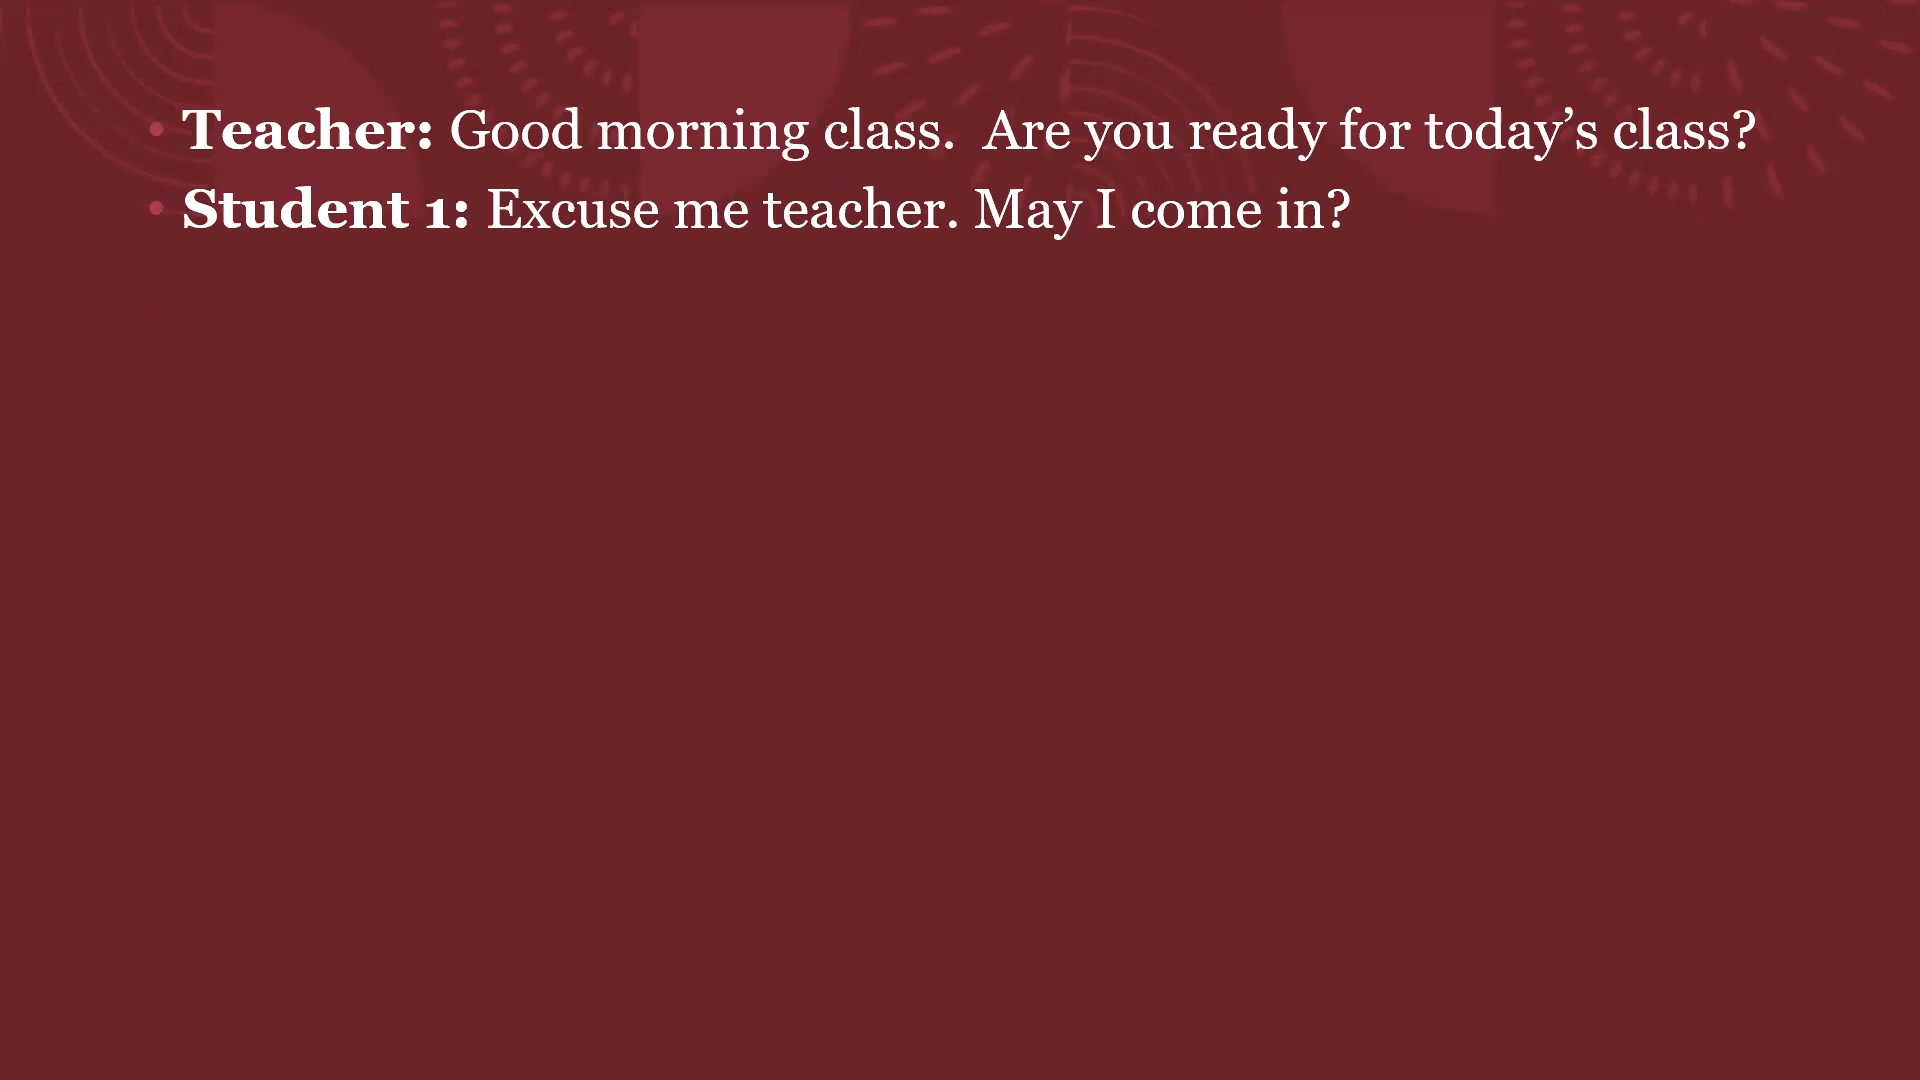 • Teacher: Good morning class.  Are you ready for today’s class?
• Student 1: Excuse me teacher. May I come in?